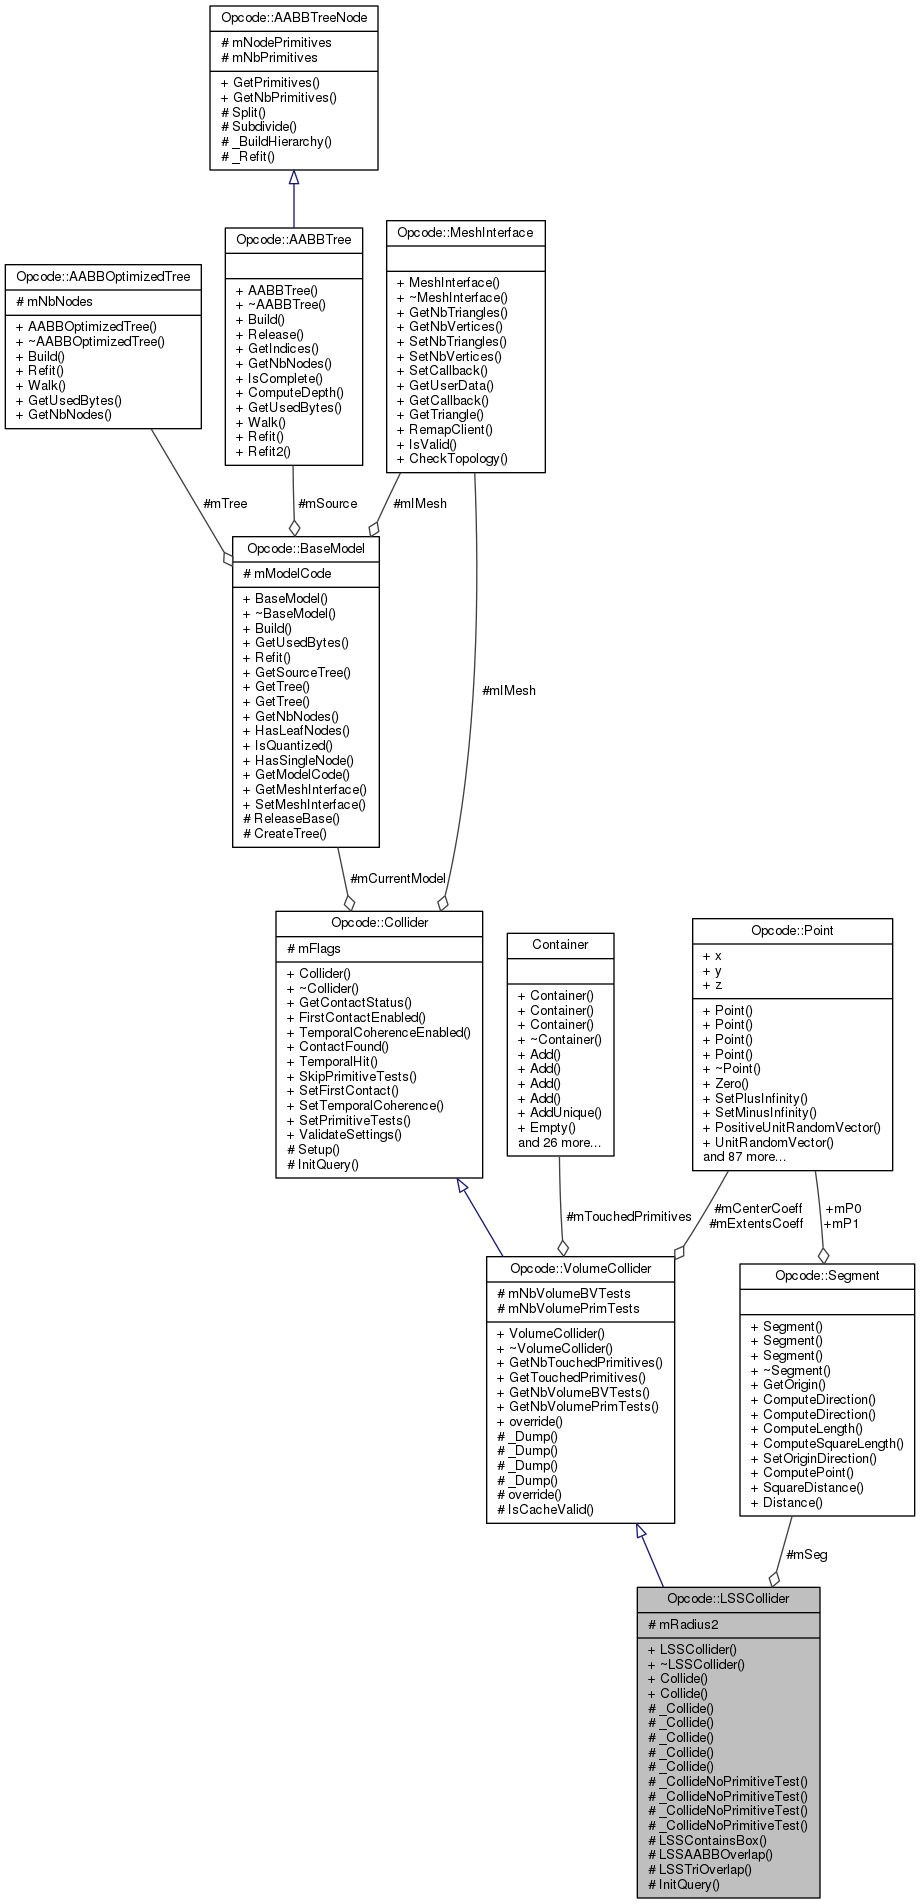 Opcode::AABBTreeNode
# mNodePrimitives
# mNbPrimitives
+ GetPrimitives()
+ GetNbPrimitives()
# Split()
# Subdivide()
# _BuildHierarchy()
# _Refit()
Opcode::AABBOptimizedTree
# mNbNodes
+ AABBOptimizedTree()
+ ~AABBOptimizedTree()
+ Build()
+ Refit()
+ Walk()
+ GetUsedBytes()
+ GetNbNodes()
Opcode::AABBTree
+ AABBTree()
+ ~AABBTree()
+ Build()
+ Release()
+ GetIndices()
+ GetNbNodes()
+ IsComplete()
+ ComputeDepth()
+ GetUsedBytes()
+ Walk()
+ Refit()
+ Refit2()
Opcode::MeshInterface
+ MeshInterface()
+ ~MeshInterface()
+ GetNbTriangles()
+ GetNbVertices()
+ SetNbTriangles()
+ SetNbVertices()
+ SetCallback()
+ GetUserData()
+ GetCallback()
+ GetTriangle()
+ RemapClient()
+ IsValid()
+ CheckTopology()
#mTree
#mSource
#mIMesh
Opcode::BaseModel
# mModelCode
+ BaseModel()
+ ~BaseModel()
+ Build()
+ GetUsedBytes()
+ Refit()
+ GetSourceTree()
+ GetTree()
+ GetTree()
+ GetNbNodes()
+ HasLeafNodes()
+ IsQuantized()
+ HasSingleNode()
+ GetModelCode()
+ GetMeshInterface()
+ SetMeshInterface()
# ReleaseBase()
# CreateTree()
#mIMesh
#mCurrentModel
Opcode::Collider
# mFlags
+ Collider()
+ ~Collider()
+ GetContactStatus()
+ FirstContactEnabled()
+ TemporalCoherenceEnabled()
+ ContactFound()
+ TemporalHit()
+ SkipPrimitiveTests()
+ SetFirstContact()
+ SetTemporalCoherence()
+ SetPrimitiveTests()
+ ValidateSettings()
# Setup()
# InitQuery()
Container
+ Container()
+ Container()
+ Container()
+ ~Container()
+ Add()
+ Add()
+ Add()
+ Add()
+ AddUnique()
+ Empty()
and 26 more...
Opcode::Point
+ x
+ y
+ z
+ Point()
+ Point()
+ Point()
+ Point()
+ ~Point()
+ Zero()
+ SetPlusInfinity()
+ SetMinusInfinity()
+ PositiveUnitRandomVector()
+ UnitRandomVector()
and 87 more...
#mTouchedPrimitives
#mCenterCoeff
#mExtentsCoeff
+mP0
+mP1
Opcode::VolumeCollider
# mNbVolumeBVTests
# mNbVolumePrimTests
+ VolumeCollider()
+ ~VolumeCollider()
+ GetNbTouchedPrimitives()
+ GetTouchedPrimitives()
+ GetNbVolumeBVTests()
+ GetNbVolumePrimTests()
+ override()
# _Dump()
# _Dump()
# _Dump()
# _Dump()
# override()
# IsCacheValid()
Opcode::Segment
+ Segment()
+ Segment()
+ Segment()
+ ~Segment()
+ GetOrigin()
+ ComputeDirection()
+ ComputeDirection()
+ ComputeLength()
+ ComputeSquareLength()
+ SetOriginDirection()
+ ComputePoint()
+ SquareDistance()
+ Distance()
#mSeg
Opcode::LSSCollider
# mRadius2
+ LSSCollider()
+ ~LSSCollider()
+ Collide()
+ Collide()
# _Collide()
# _Collide()
# _Collide()
# _Collide()
# _Collide()
# _CollideNoPrimitiveTest()
# _CollideNoPrimitiveTest()
# _CollideNoPrimitiveTest()
# _CollideNoPrimitiveTest()
# LSSContainsBox()
# LSSAABBOverlap()
# LSSTriOverlap()
# InitQuery()